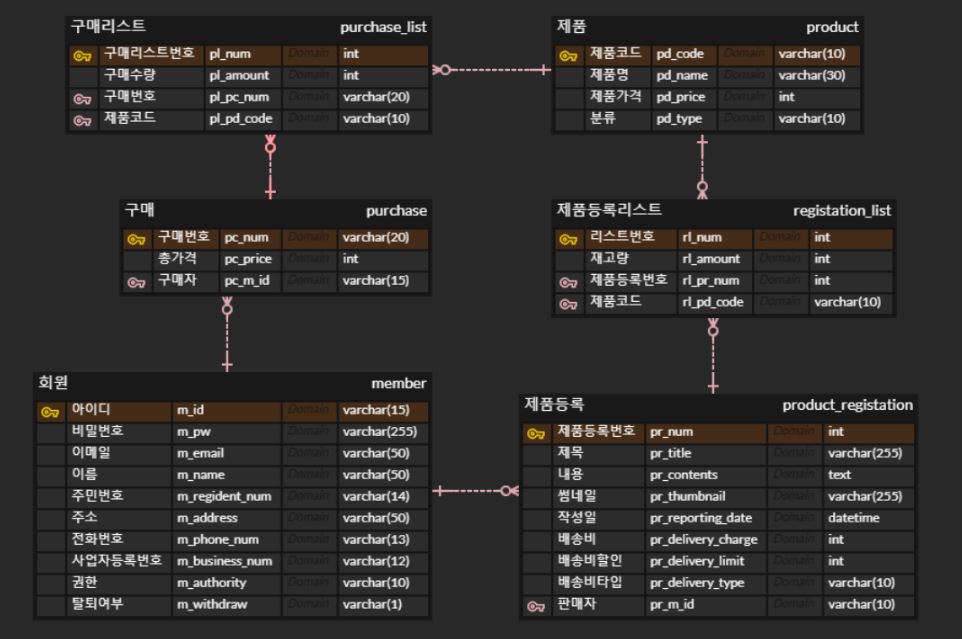 구매리스트 purchase_list
구매리스트번호 pl_num Domain int
구매수량 pl_amount Domain int
구매번호 pl_pc_num Domain varchar(20)
제품코드 pl_pd_code Domain varchar(10)
제품 product
제품코드 pd_code Domain varchar(10)
제품명 pd_name Domain varchar(30)
제품가격 pd_price Domain int
분류 pd_type Domain varchar(10)
구매 purchase
구매번호 pc_num Domain varchar(20)
총가격 pc_price Domain int
구매자 pc_m_id Domain varchar(15)
제품등록리스트 registation_list
리스트번호 rl_num Domain int
재고량 rl_amount Domain int
제품등록번호 rl_pr_num Domain int
제품코드 rl_pd_code Domain varchar(10)
회원 member
아이디 m_id Domain varchar(15)
비밀번호 m_pw Domain varchar(255)
이메일 m_email Domain varchar(50)
이름 m_name Domain varchar(50)
주민번호 m_regident_num Domain varchar(14)
주소 m_address Domain varchar(50)
전화번호 m_phone_num Domain varchar(13)
사업자등록번호 m_business_num Domain varchar(12)
권한 m_authority Domain varchar(10)
탈퇴여부 m_withdraw Domain varchar(1)
제품등록 product_registation
제품등록번호 pr_num Domain int
제목 pr_title Domain varchar(255)
내용 pr_contents Domain text
썸네일 pr_thumbnail Domain varchar(255)
작성일 pr_reporting_date Domain datetime
배송비 pr_delivery_charge Domain int
배송비할인 pr_delivery_limit Domain int
배송비타입 pr_delivery_type Domain varchar(10)
판매자 pr_m_id Domain varchar(10)